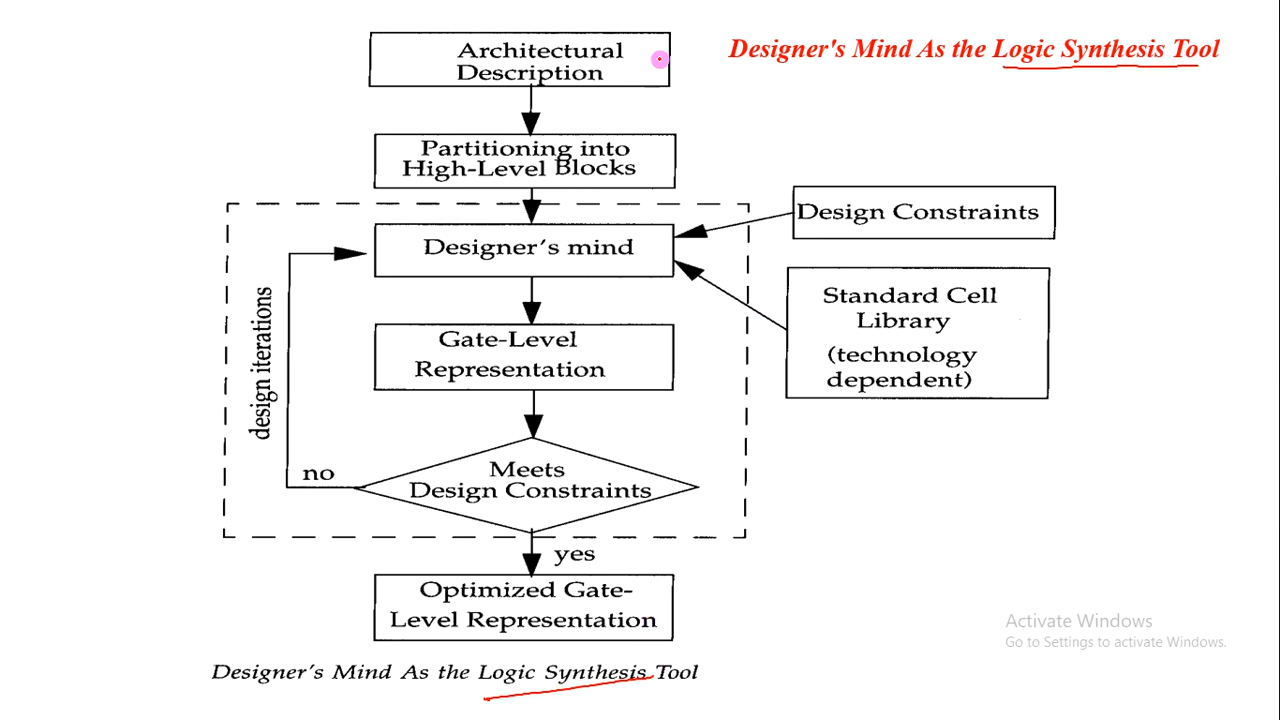 Designer's Mind As the Logic Synthesis Tool
Architectural
Description
Partitioning into
High-Level Blocks
Designer's mind
Design Constraints
Standard Cell
Library
(technology
dependent)
Gate-Level
Representation
design iterations
Meets
Design Constraints
no
yes
Optimized Gate-
Level Representation
Designer's Mind As the Logic Synthesis Tool
Activate Windows
Go to Settings to activate Windows.